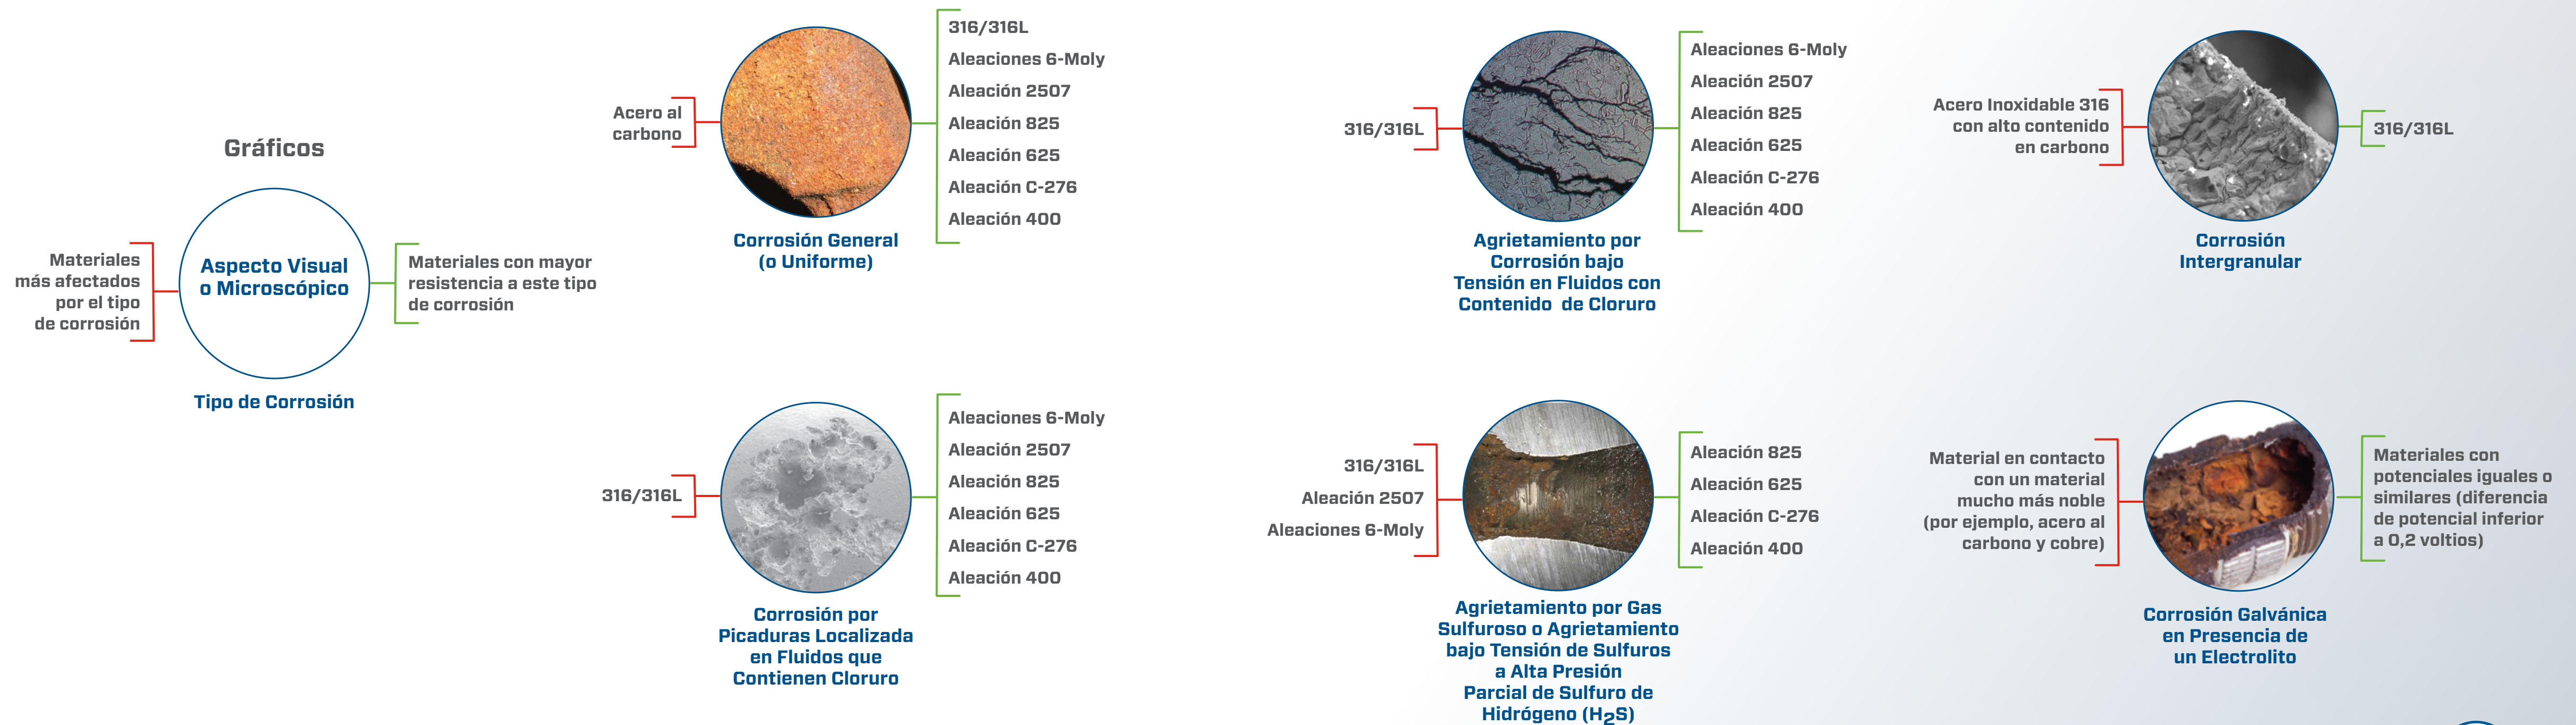 Gráficos
Materiales
más afectados
por el tipo
de corrosión
Aspecto Visual
o Microscópico
Materiales con mayor
resistencia a este tipo
de corrosión
Tipo de Corrosión
Acero al
carbono
316/316L
Aleaciones 6-Moly
Aleación 2507
Aleación 825
Aleación 625
Aleación C-276
Aleación 400
Corrosión General
(o Uniforme)
316/316L
Aleaciones 6-Moly
Aleación 2507
Aleación 825
Aleación 625
Aleación C-276
Aleación 400
Corrosión por
Picaduras Localizada
en Fluidos que
Contienen Cloruro
316/316L
Aleaciones 6-Moly
Aleación 2507
Aleación 825
Aleación 625
Aleación C-276
Aleación 400
Agrietamiento por
Corrosión bajo
Tensión en Fluidos con
Contenido de Cloruro
316/316L
Aleación 2507
Aleaciones 6-Moly
Aleación 825
Aleación 625
Aleación C-276
Aleación 400
Agrietamiento por Gas
Sulfuroso o Agrietamiento
bajo Tensión de Sulfuros
a Alta Presión
Parcial de Sulfuro de
Hidrógeno (H2S)
Acero Inoxidable 316
con alto contenido
en carbono
316/316L
Corrosión
Intergranular
Material en contacto
con un material
mucho más noble
(por ejemplo, acero al
carbono y cobre)
Materiales con
potenciales iguales o
similares (diferencia
de potencial inferior
a 0,2 voltios)
Corrosión Galvánica
en Presencia de
un Electrolito